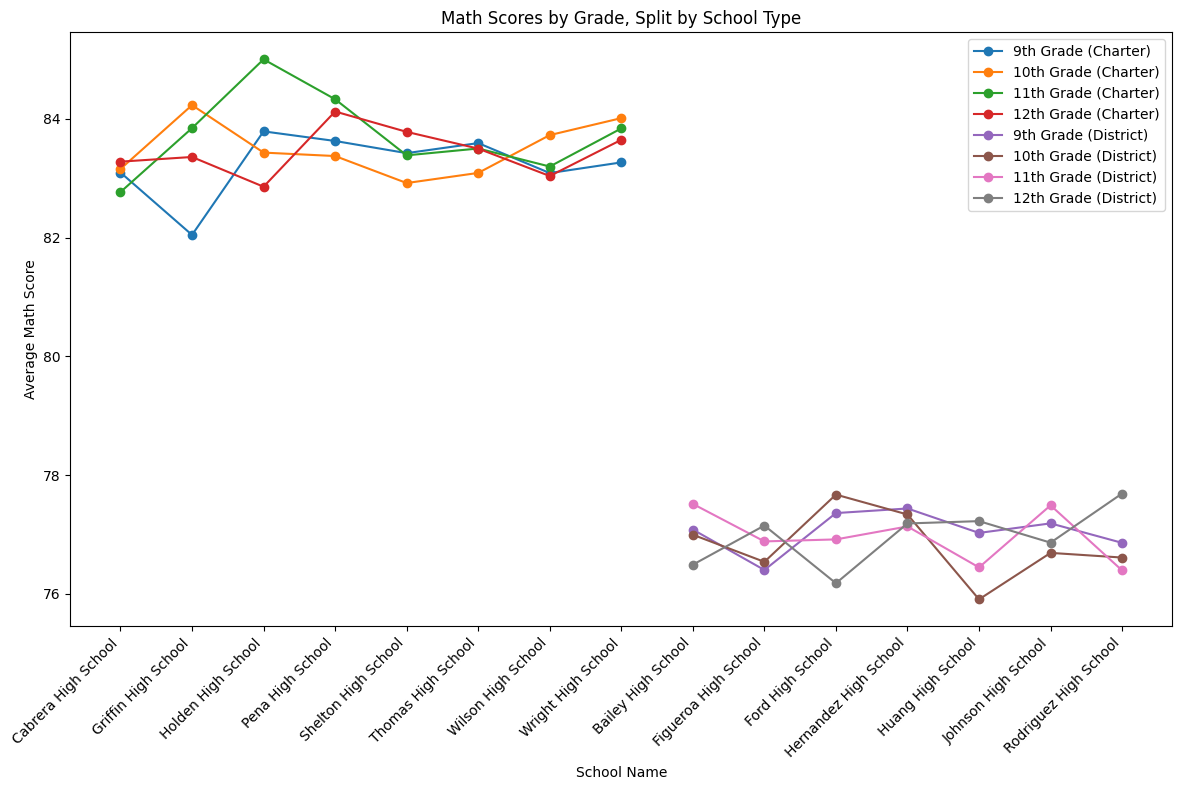 Math Scores by Grade, Split by School Type
9th Grade (Charter)
10th Grade (Charter)
11th Grade (Charter)
12th Grade (Charter)
9th Grade (District)
10th Grade (District)
11th Grade (District)
12th Grade (District)
Average Math Score
84
82
80
78
76
Cabrera High School
Griffin High School
Holden High School
Pena High School
Shelton High School
Thomas High School
Wilson High School
Wright High School
Bailey High School
Figueroa High School
Ford High School
Hernandez High School
Huang High School
Johnson High School
Rodriguez High School
School Name